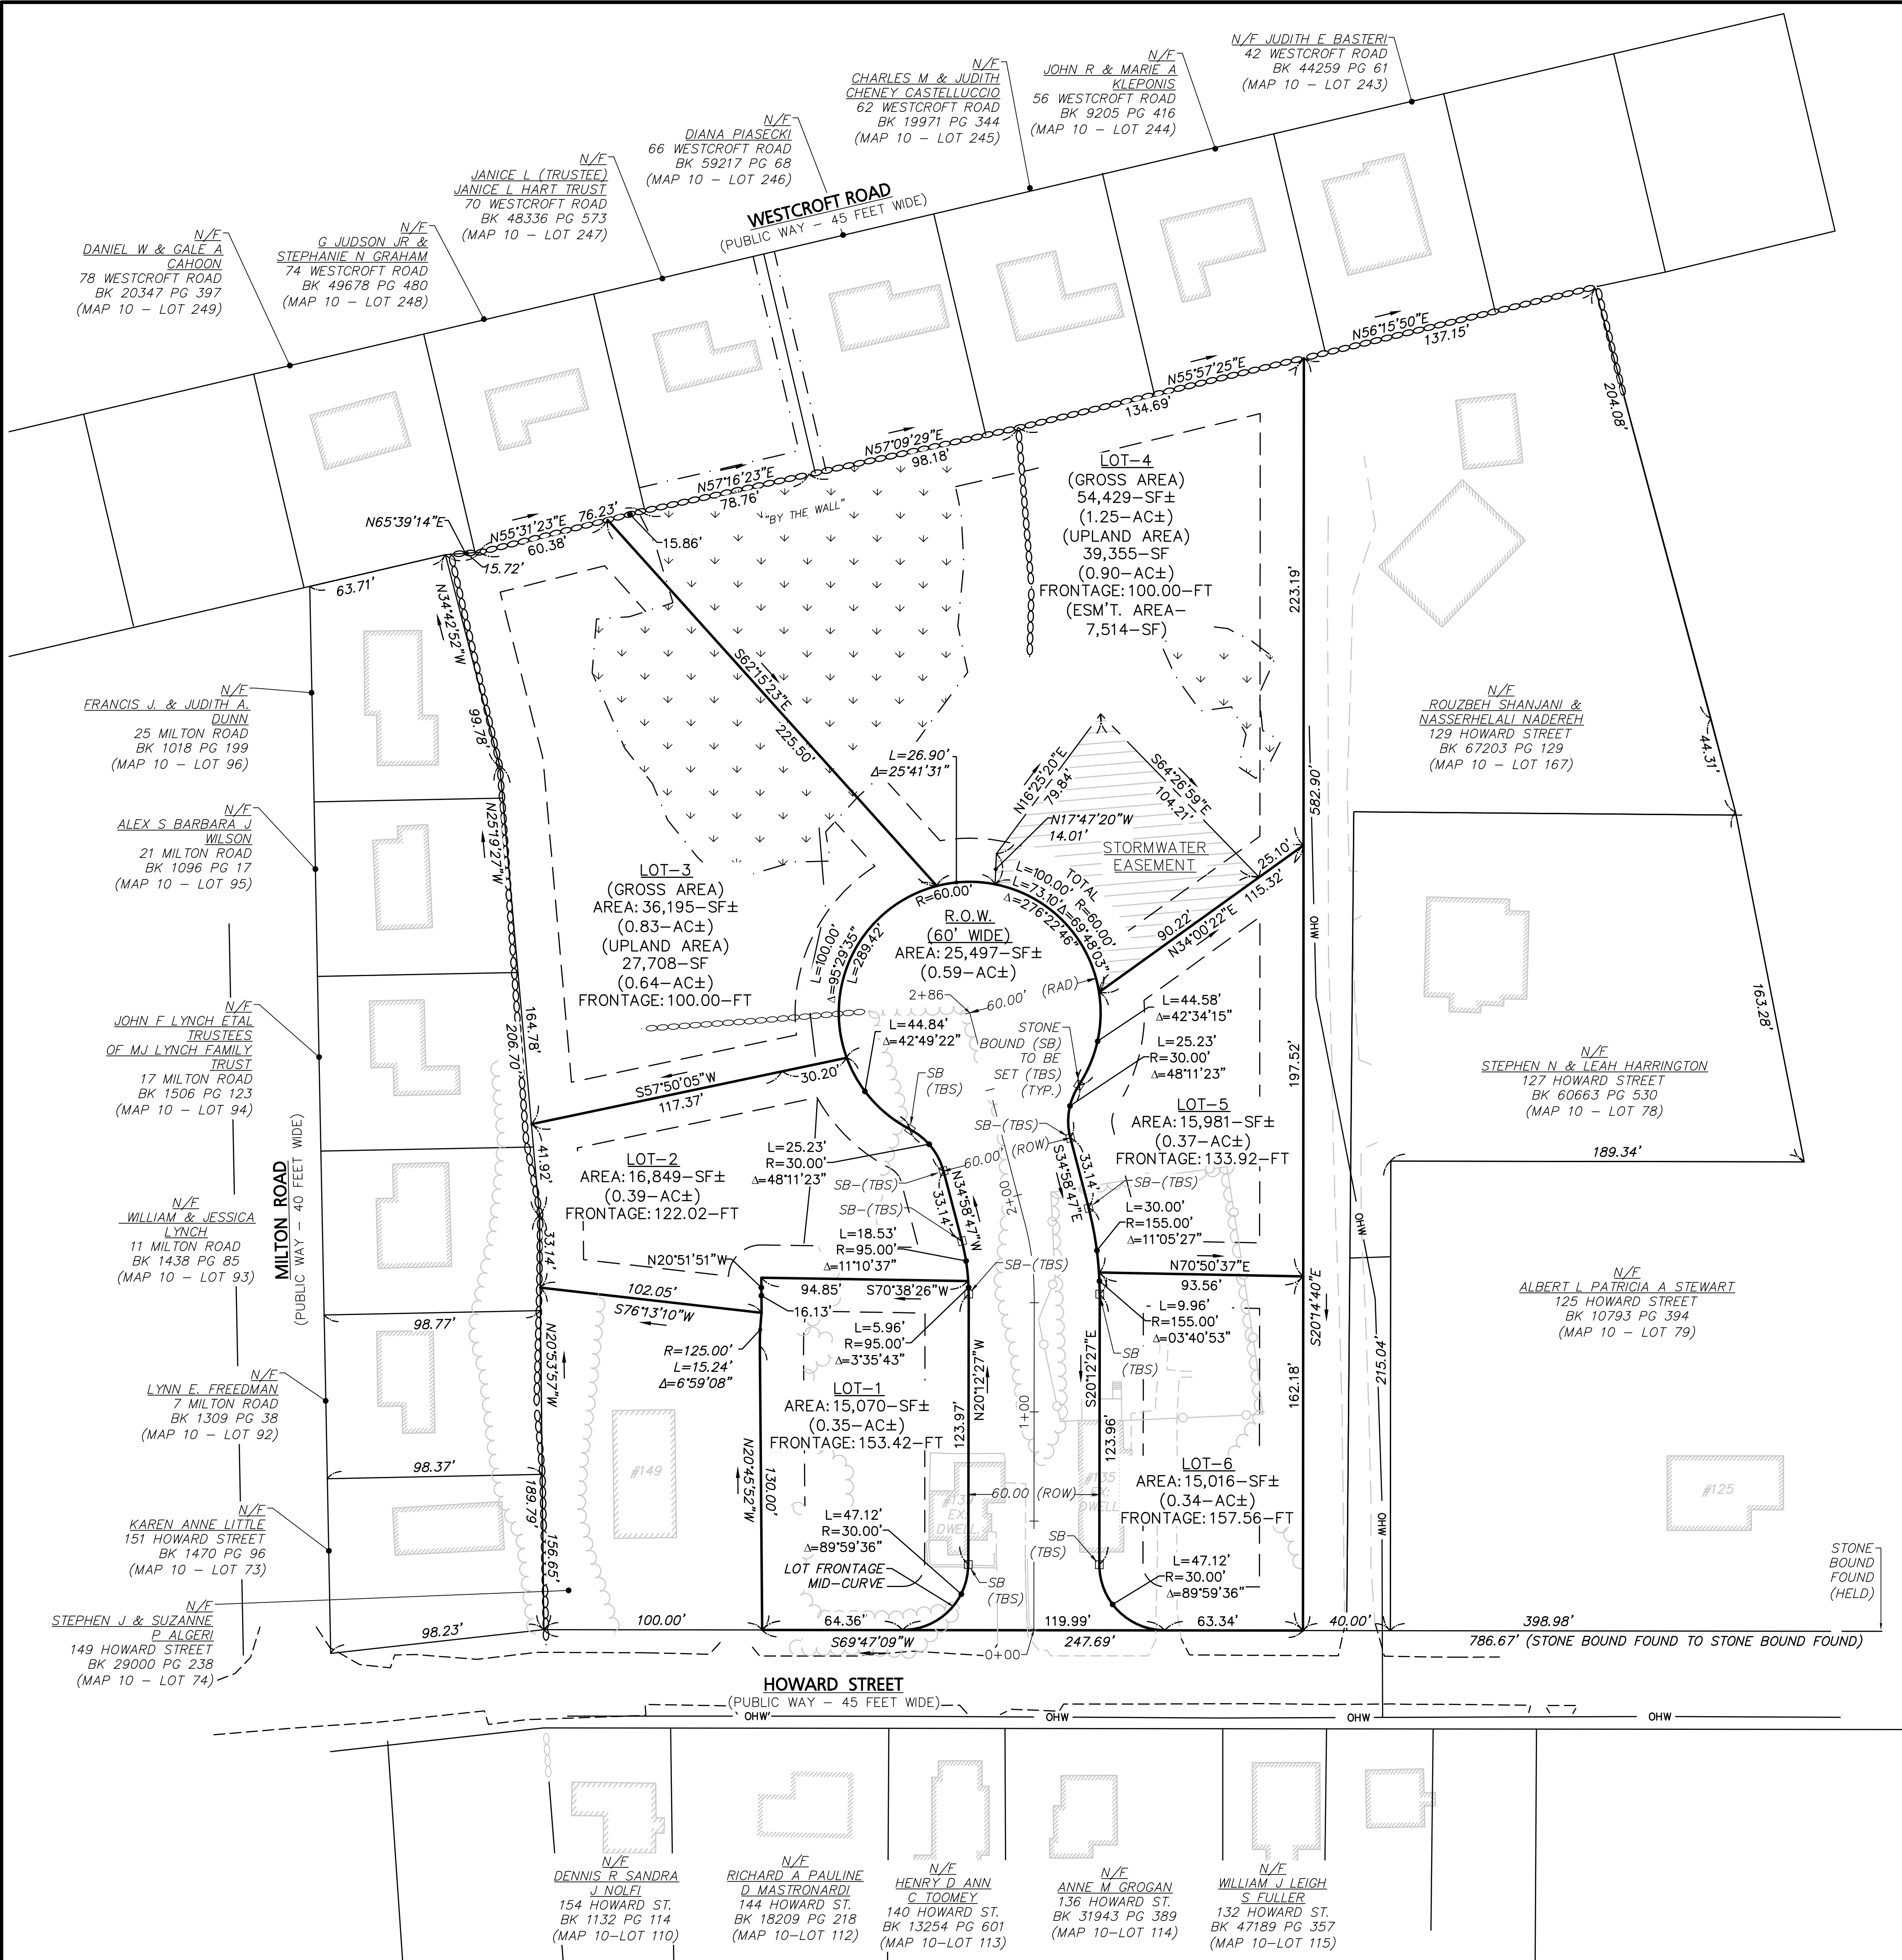 N/F JUDITH E BASTERI
42 WESTCROFT ROAD
BK 44259 PG 61
(MAP 10 – LOT 243)
N/F
JOHN R & MARIE A
KLEPONIS
56 WESTCROFT ROAD
BK 9205 PG 416
(MAP 10 – LOT 244)
N/F
CHARLES M & JUDITH
CHENEY CASTELLUCCIO
62 WESTCROFT ROAD
BK 19971 PG 344
(MAP 10 – LOT 245)
N/F
DIANA PIASECKI
66 WESTCROFT ROAD
BK 59217 PG 68
(MAP 10 – LOT 246)
N/F
JANICE L (TRUSTEE)
JANICE L HART TRUST
70 WESTCROFT ROAD
BK 48336 PG 573
(MAP 10 – LOT 247)
N/F
G JUDSON JR &
STEPHANIE N GRAHAM
74 WESTCROFT ROAD
BK 49678 PG 480
(MAP 10 – LOT 248)
N/F
DANIEL W & GALE A
CAHOON
78 WESTCROFT ROAD
BK 20347 PG 397
(MAP 10 – LOT 249)
WESTCROFT ROAD
(PUBLIC WAY – 45 FEET WIDE)
N56°15'50"E
137.15'
N55°57'25"E
134.69'
N57°09'29"E
98.18'
N57°16'23"E
78.76'
"BY THE WALL"
76.23'
N55°31'23"E
60.38'
15.86'
N65°39'14"E
15.72'
63.71'
204.08'
44.31'
163.28'
LOT-4
(GROSS AREA)
54,429-SF±
(1.25-AC±)
(UPLAND AREA)
39,355-SF
(0.90-AC±)
FRONTAGE: 100.00-FT
(ESM'T. AREA-
7,514-SF)
223.19'
N34°42'52"W
99.78'
S62°15'23"E
225.50'
L=26.90'
Δ=25°41'31"
N16°25'20"E
79.84'
S64°26'59"E
104.21'
N17°47'20"W
14.01'
STORMWATER
EASEMENT
25.10'
115.32'
90.22'
N34°00'22"E
582.90'
OHW
N/F
FRANCIS J. & JUDITH A.
DUNN
25 MILTON ROAD
BK 1018 PG 199
(MAP 10 – LOT 96)
N/F
ALEX S BARBARA J
WILSON
21 MILTON ROAD
BK 1096 PG 17
(MAP 10 – LOT 95)
N/F
JOHN F LYNCH ETAL
TRUSTEES
OF MJ LYNCH FAMILY
TRUST
17 MILTON ROAD
BK 1506 PG 123
(MAP 10 – LOT 94)
N/F
WILLIAM & JESSICA
LYNCH
11 MILTON ROAD
BK 1438 PG 85
(MAP 10 – LOT 93)
N/F
LYNN E. FREEDMAN
7 MILTON ROAD
BK 1309 PG 38
(MAP 10 – LOT 92)
N/F
KAREN ANNE LITTLE
151 HOWARD STREET
BK 1470 PG 96
(MAP 10 – LOT 73)
N/F
STEPHEN J & SUZANNE
P ALGERI
149 HOWARD STREET
BK 29000 PG 238
(MAP 10 – LOT 74)
MILTON ROAD
(PUBLIC WAY – 40 FEET WIDE)
N25°19'27"W
164.78'
206.70'
41.92'
33.14'
N20°53'57"W
189.79'
156.65'
98.77'
98.37'
98.23'
LOT-3
(GROSS AREA)
AREA: 36,195-SF±
(0.83-AC±)
(UPLAND AREA)
27,708-SF
(0.64-AC±)
FRONTAGE: 100.00-FT
R=60.00'
R.O.W.
(60' WIDE)
AREA: 25,497-SF±
(0.59-AC±)
TOTAL
L=100.00' R=60.00'
L=73.10' Δ=69°48'03"
Δ=276°22'46"
L=100.00'
Δ=95°29'35"
L=289.42'
2+86
60.00' (RAD)
L=44.84'
Δ=42°49'22"
SB
(TBS)
STONE
BOUND (SB)
TO BE
SET (TBS)
(TYP.)
L=44.58'
Δ=42°34'15"
L=25.23'
R=30.00'
Δ=48°11'23"
S57°50'05"W
117.37'
30.20'
LOT-2
AREA: 16,849-SF±
(0.39-AC±)
FRONTAGE: 122.02-FT
L=25.23'
R=30.00'
Δ=48°11'23"
SB-(TBS)
60.00' (ROW)
SB-(TBS)
SB-(TBS)
33.14'
N34°58'47"W
2+00
S34°58'47"E
33.14'
SB-(TBS)
LOT-5
AREA: 15,981-SF±
(0.37-AC±)
FRONTAGE: 133.92-FT
197.52'
L=30.00'
R=155.00'
Δ=11°05'27"
L=18.53'
R=95.00'
Δ=11°10'37"
SB-(TBS)
N70°50'37"E
93.56'
N20°51'51"W
94.85'
S70°38'26"W
102.05'
S76°13'10"W
16.13'
R=125.00'
L=15.24'
Δ=6°59'08"
L=5.96'
R=95.00'
Δ=3°35'43"
L=9.96'
R=155.00'
Δ=03°40'53"
SB
(TBS)
S20°14'40"E
162.18'
LOT-1
AREA: 15,070-SF±
(0.35-AC±)
FRONTAGE: 153.42-FT
N20°12'27"W
123.97'
1+00
S20°12'27"E
123.96'
LOT-6
AREA: 15,016-SF±
(0.34-AC±)
FRONTAGE: 157.56-FT
N20°45'52"W
130.00'
#149
60.00 (ROW)
#139
EX.
DWELL.
#135
EX.
DWELL.
L=47.12'
R=30.00'
Δ=89°59'36"
LOT FRONTAGE
MID-CURVE
SB
(TBS)
SB
(TBS)
L=47.12'
R=30.00'
Δ=89°59'36"
100.00'
64.36'
119.99'
63.34'
40.00'
398.98'
S69°47'09"W
247.69'
786.67' (STONE BOUND FOUND TO STONE BOUND FOUND)
0+00
STONE
BOUND
FOUND
(HELD)
N/F
ROUZBEH SHANJANI &
NASSERHELALI NADEREH
129 HOWARD STREET
BK 67203 PG 129
(MAP 10 – LOT 167)
OHW
N/F
STEPHEN N & LEAH HARRINGTON
127 HOWARD STREET
BK 60663 PG 530
(MAP 10 – LOT 78)
189.34'
OHW
215.04'
N/F
ALBERT L PATRICIA A STEWART
125 HOWARD STREET
BK 10793 PG 394
(MAP 10 – LOT 79)
OHW
#125
HOWARD STREET
(PUBLIC WAY – 45 FEET WIDE)
OHW
OHW
OHW
OHW
N/F
DENNIS R SANDRA
J NOLFI
154 HOWARD ST.
BK 1132 PG 114
(MAP 10-LOT 110)
N/F
RICHARD A PAULINE
D MASTRONARDI
144 HOWARD ST.
BK 18209 PG 218
(MAP 10-LOT 112)
N/F
HENRY D ANN
C TOOMEY
140 HOWARD ST.
BK 13254 PG 601
(MAP 10-LOT 113)
N/F
ANNE M GROGAN
136 HOWARD ST.
BK 31943 PG 389
(MAP 10-LOT 114)
N/F
WILLIAM J LEIGH
S FULLER
132 HOWARD ST.
BK 47189 PG 357
(MAP 10-LOT 115)